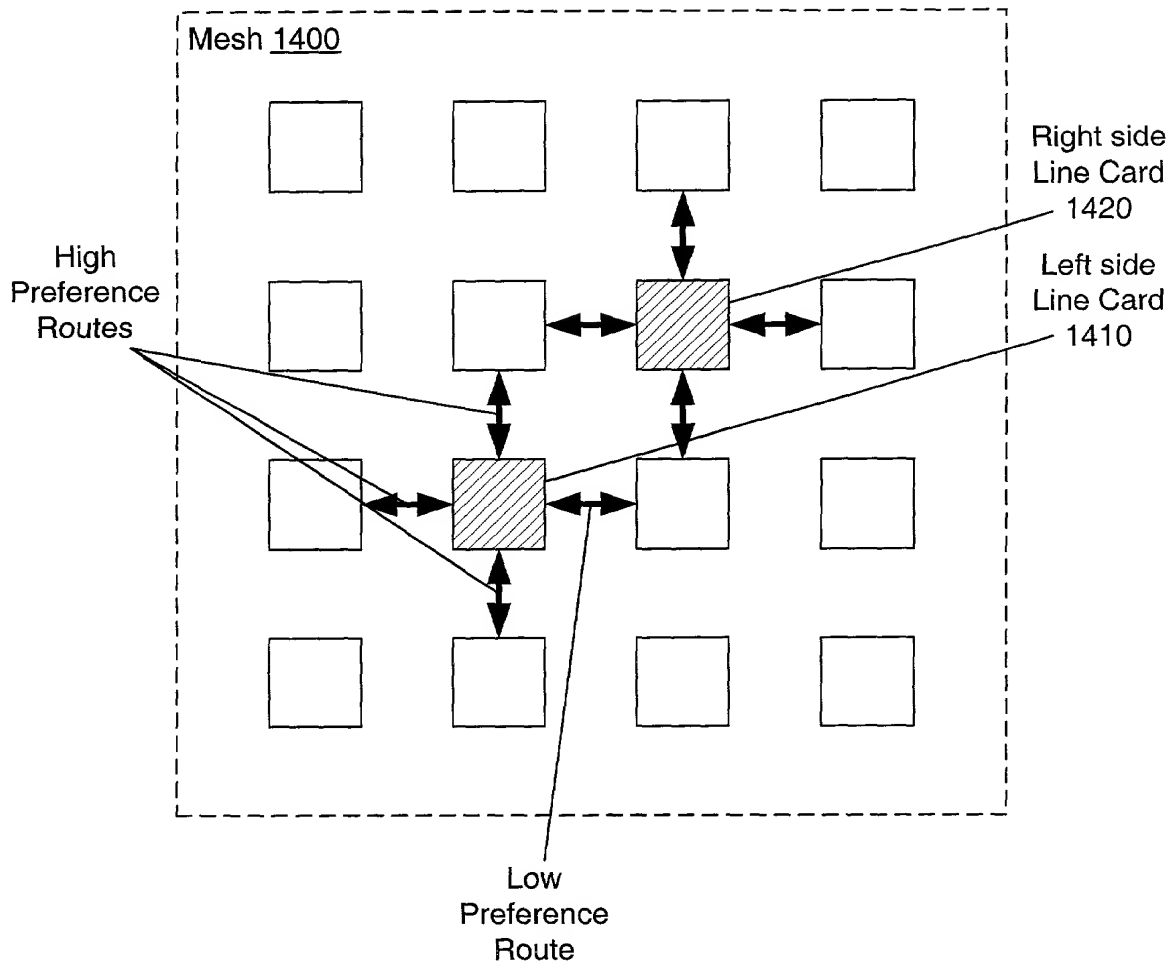 Mesh 1400
Right side
Line Card
1420
Left side
Line Card
1410
High
Preference
Routes
Low
Preference
Route